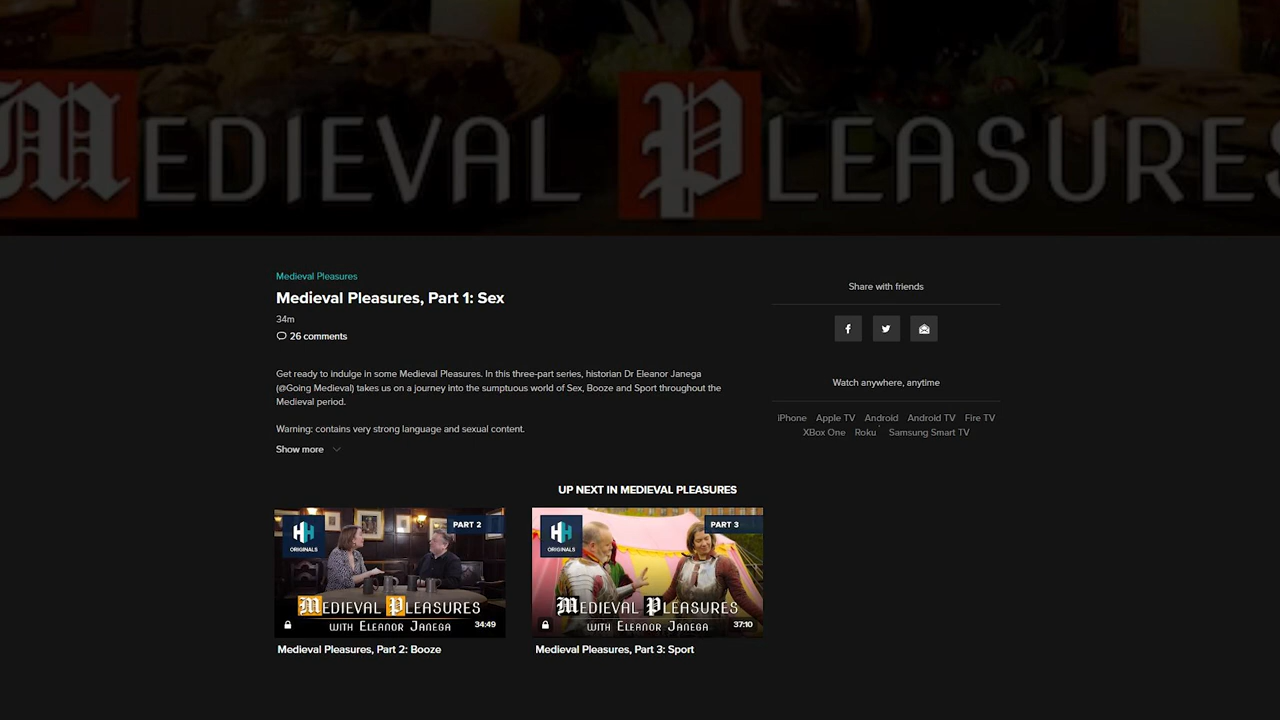 MEDIEVAL PLEASURES
Medieval Pleasures
Medieval Pleasures, Part 1: Sex
34m
26 comments
Get ready to indulge in some Medieval Pleasures. In this three-part series, historian Dr Eleanor Janega
(@Going Medieval) takes us on a journey into the sumptuous world of Sex, Booze and Sport throughout the
Medieval period.
Warning: contains very strong language and sexual content.
Show more
Share with friends
Watch anywhere, anytime
iPhone Apple TV Android Android TV Fire TV
XBox One Roku Samsung Smart TV
UP NEXT IN MEDIEVAL PLEASURES
HH
ORIGINALS
PART 2
MEDIEVAL PLEASURES
WITH ELEANOR JANEGA
34:49
Medieval Pleasures, Part 2: Booze
HH
ORIGINALS
PART 3
MEDIEVAL PLEASURES
WITH ELEANOR JANEGA
37:10
Medieval Pleasures, Part 3: Sport